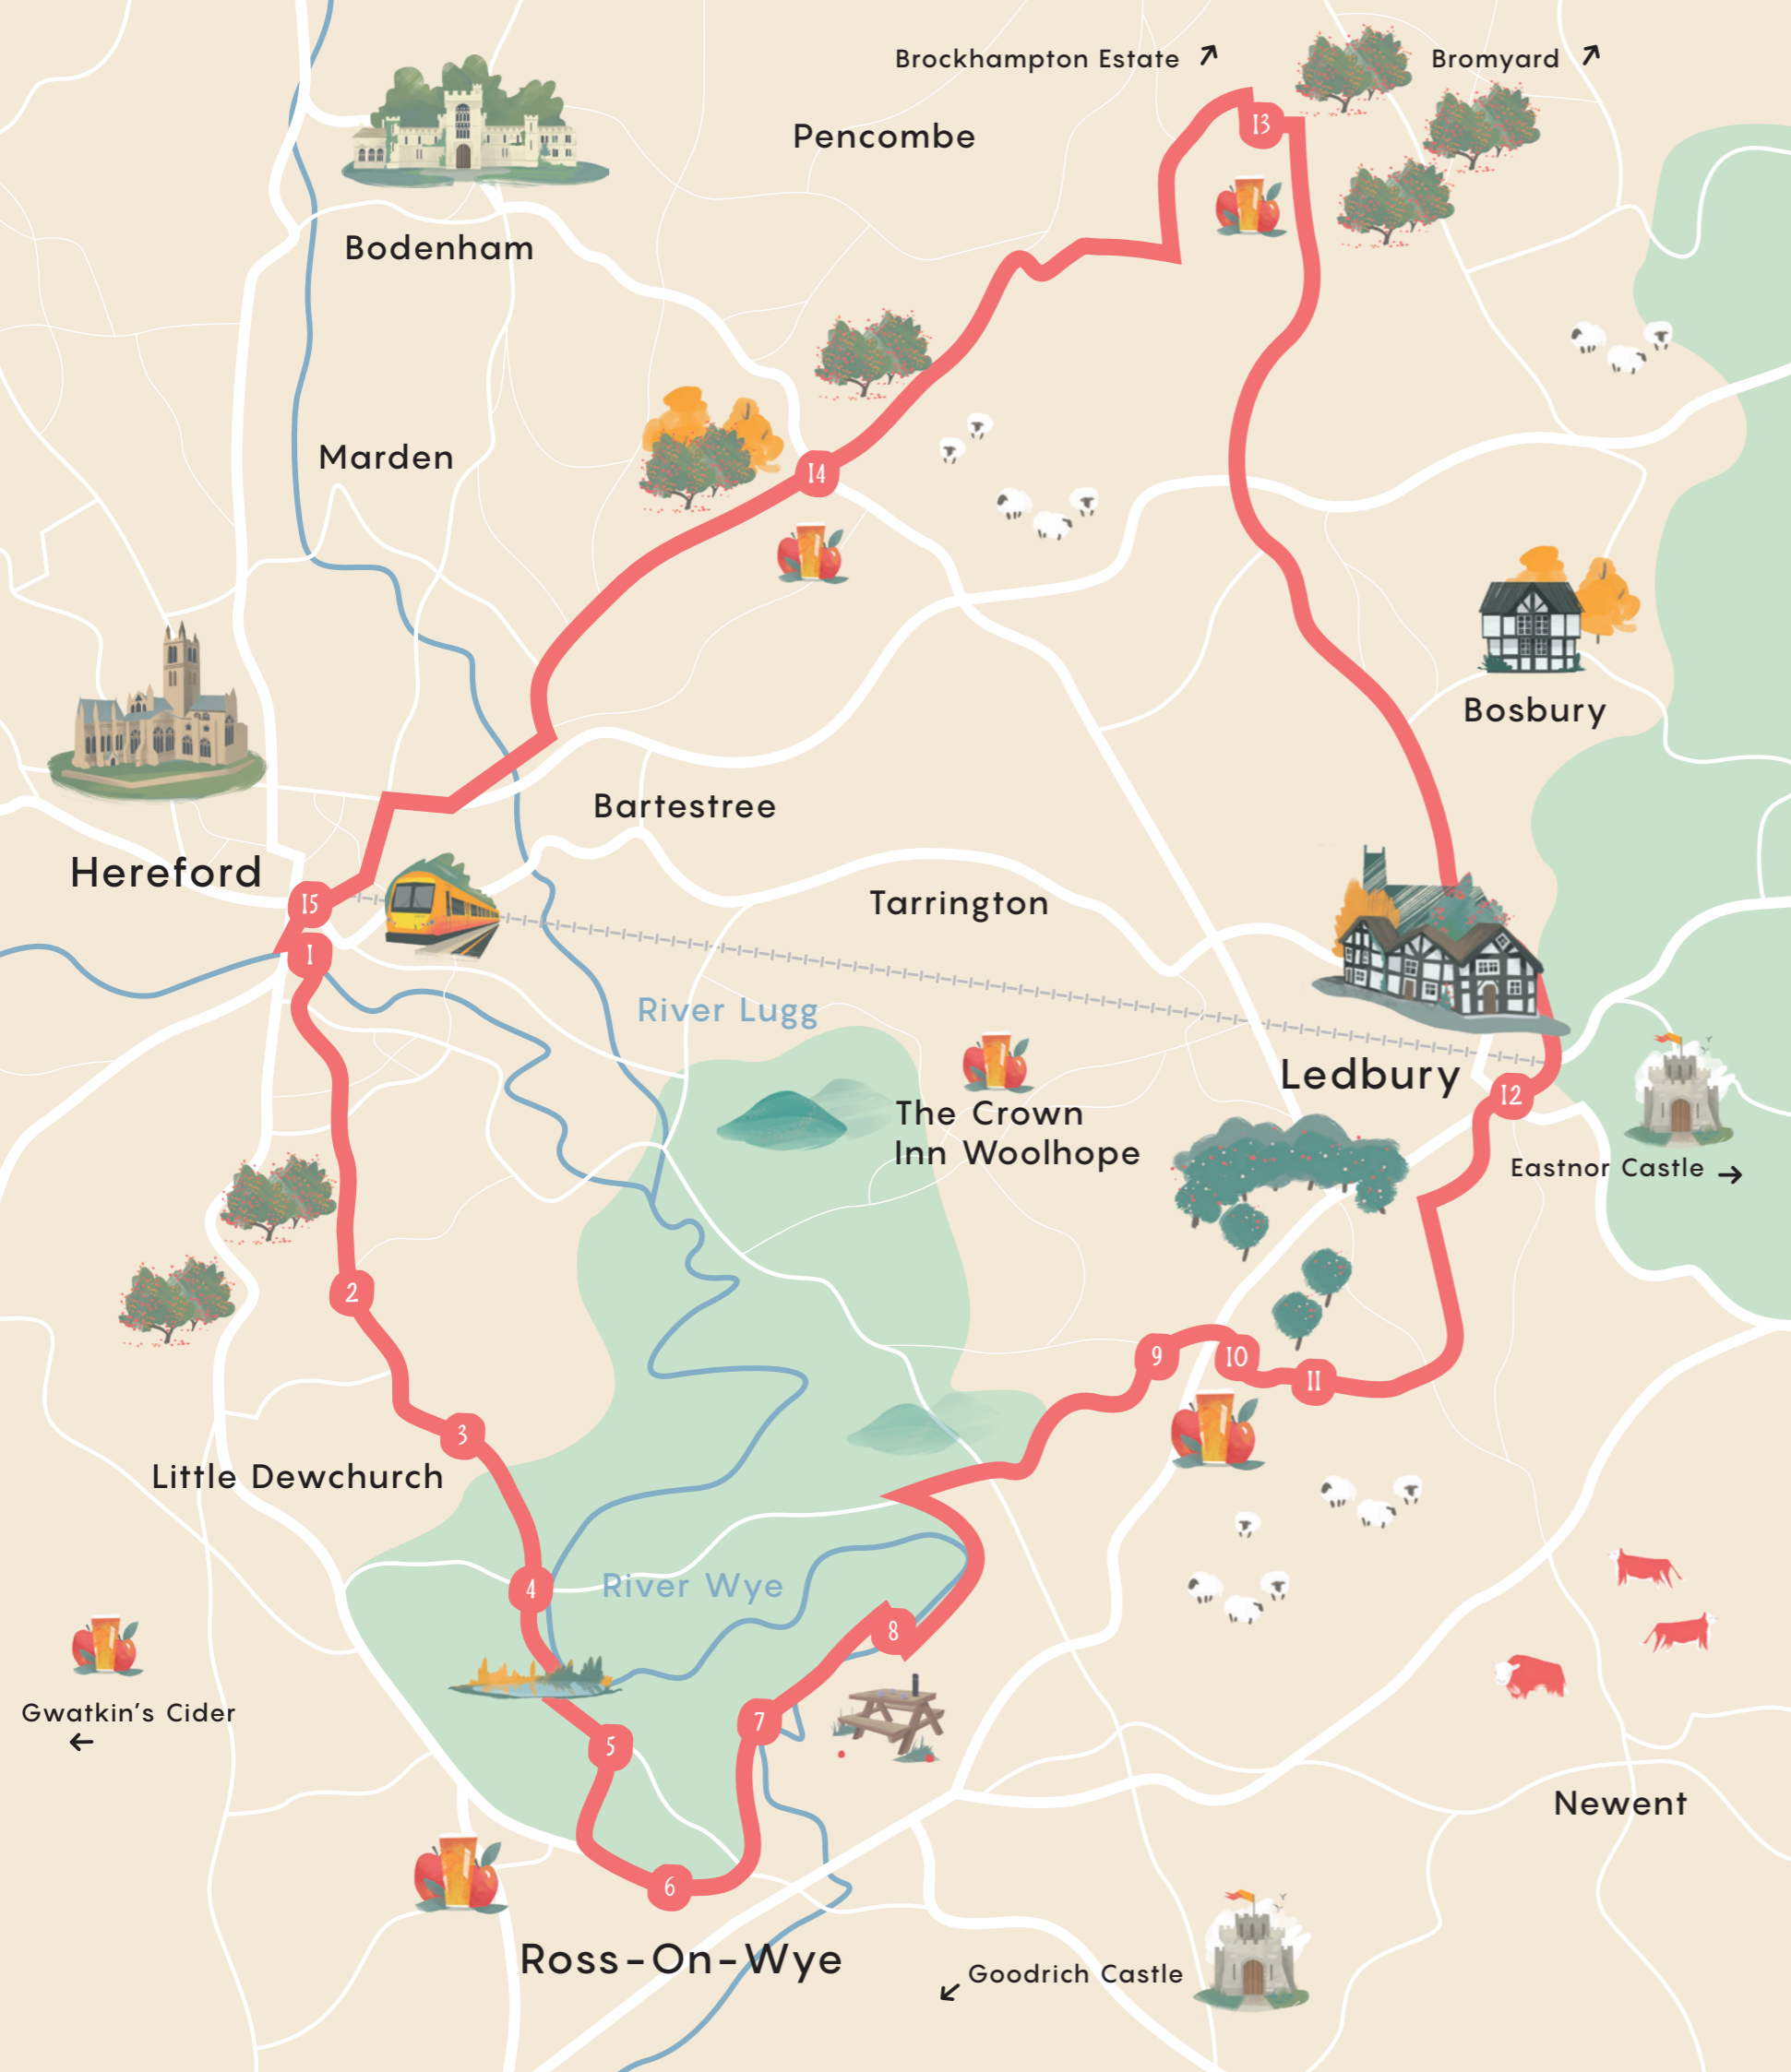 Brockhampton Estate ↗
Bromyard ↗
13
Pencombe
Bodenham
Marden
14
Bosbury
Bartestree
Hereford
15
Tarrington
1
River Lugg
Ledbury
12
The Crown
Inn Woolhope
Eastnor Castle →
2
9
10
11
3
Little Dewchurch
4
River Wye
8
Gwatkin's Cider
←
7
5
Newent
6
Ross-On-Wye
Goodrich Castle
↙